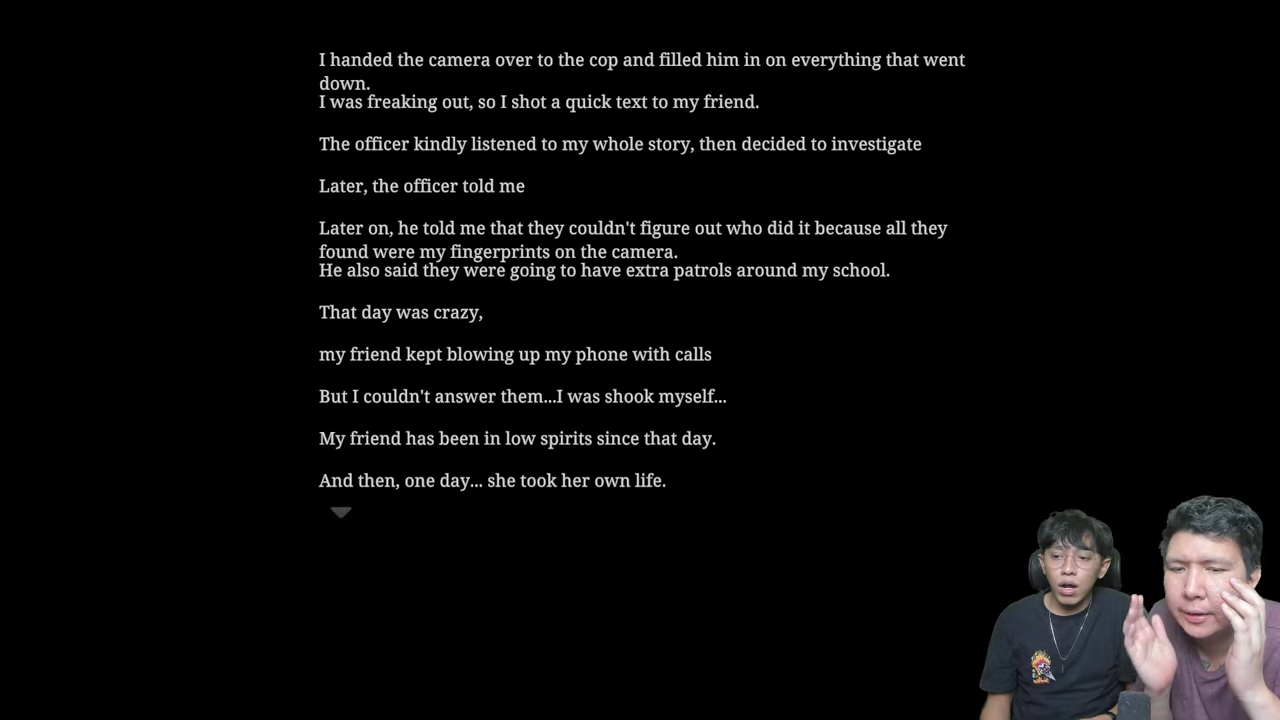 I handed the camera over to the cop and filled him in on everything that went
down.
I was freaking out, so I shot a quick text to my friend.
The officer kindly listened to my whole story, then decided to investigate
Later, the officer told me
Later on, he told me that they couldn't figure out who did it because all they
found were my fingerprints on the camera.
He also said they were going to have extra patrols around my school.
That day was crazy,
my friend kept blowing up my phone with calls
But I couldn't answer them...I was shook myself...
My friend has been in low spirits since that day.
And then, one day... she took her own life.